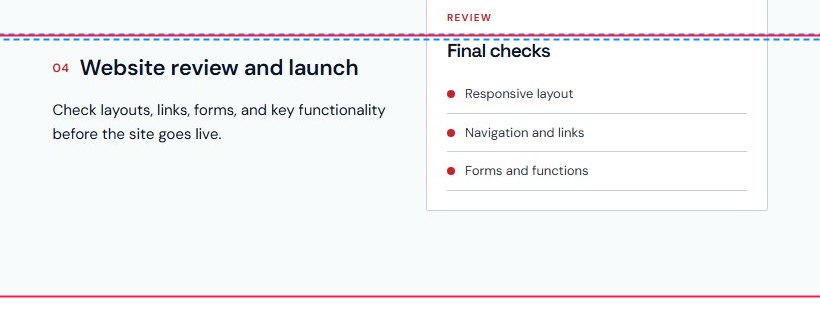 REVIEW
Final checks
04 Website review and launch
Check layouts, links, forms, and key functionality
before the site goes live.
Responsive layout
Navigation and links
Forms and functions